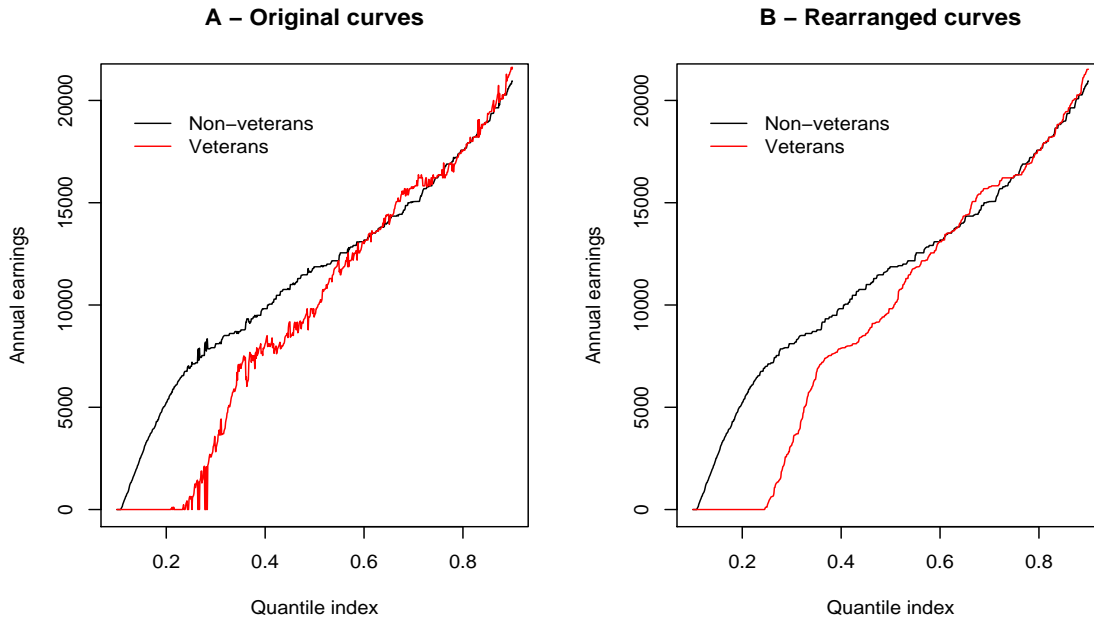 A − Original curves
Annual earnings
20000
15000
10000
5000
0
Non−veterans
Veterans
0.2 0.4 0.6 0.8
Quantile index
B − Rearranged curves
Annual earnings
20000
15000
10000
5000
0
Non−veterans
Veterans
0.2 0.4 0.6 0.8
Quantile index